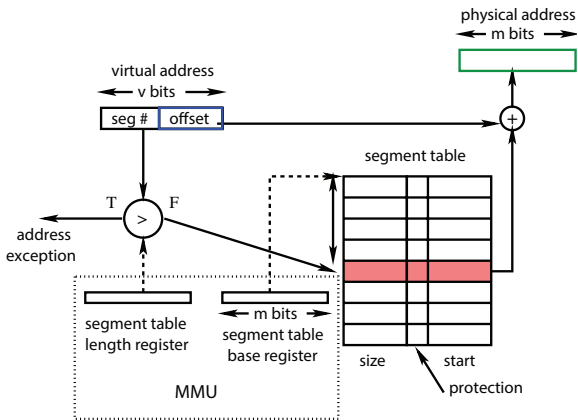 physical address
m bits
virtual address
v bits
seg # offset
+
segment table
T F
>
address
exception
m bits
segment table
length register
segment table
base register
size start
protection
MMU